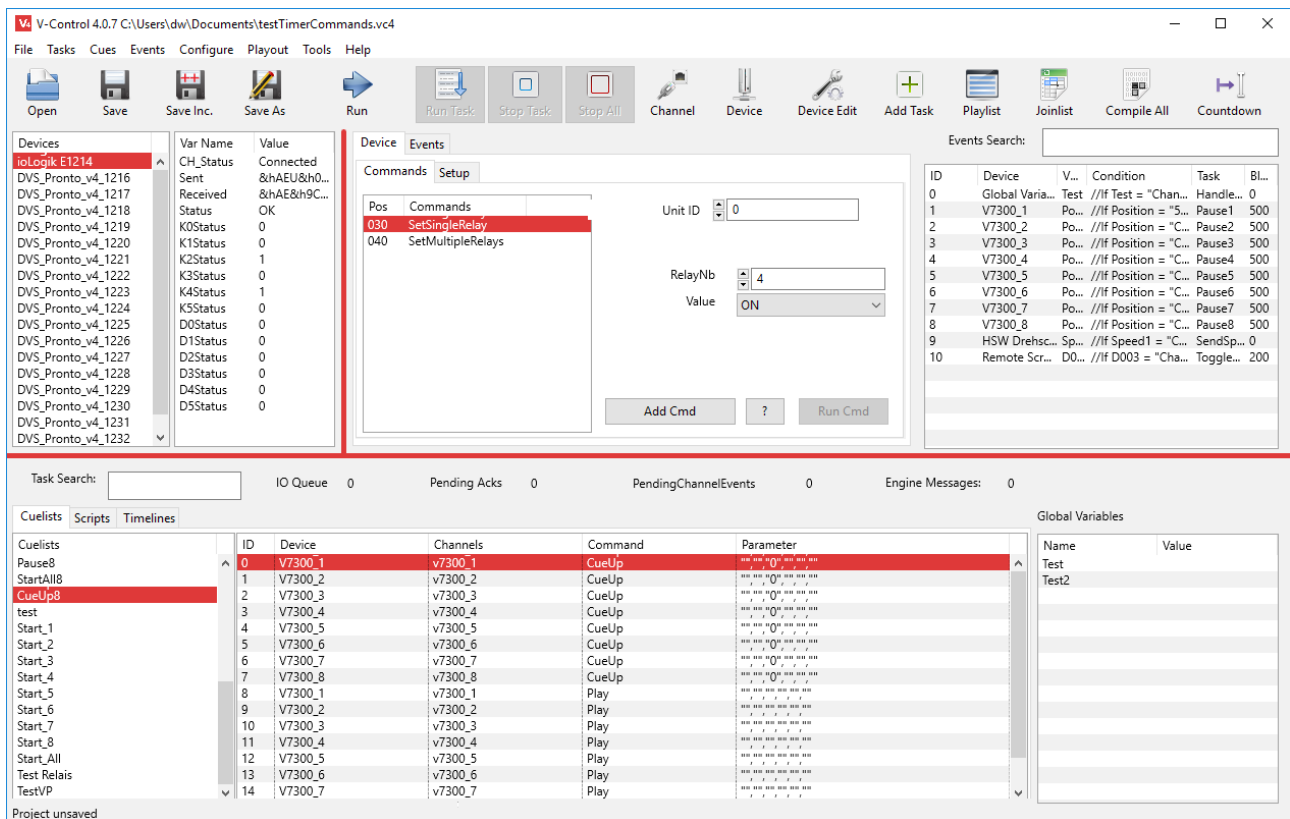 V4 V-Control 4.0.7 C:\Users\dw\Documents\testTimerCommands.vc4
File Tasks Cues Events Configure Playout Tools Help
Open Save Save Inc. Save As Run Run Task Stop Task Stop All Channel Device Device Edit Add Task Playlist Joinlist Compile All Countdown
Devices
ioLogik E1214
DVS_Pronto_v4_1216
DVS_Pronto_v4_1217
DVS_Pronto_v4_1218
DVS_Pronto_v4_1219
DVS_Pronto_v4_1220
DVS_Pronto_v4_1221
DVS_Pronto_v4_1222
DVS_Pronto_v4_1223
DVS_Pronto_v4_1224
DVS_Pronto_v4_1225
DVS_Pronto_v4_1226
DVS_Pronto_v4_1227
DVS_Pronto_v4_1228
DVS_Pronto_v4_1229
DVS_Pronto_v4_1230
DVS_Pronto_v4_1231
DVS_Pronto_v4_1232
Var Name Value
CH_Status Connected
Sent &hAEU&h0...
Received &hAE&h9C...
Status OK
K0Status 0
K1Status 0
K2Status 1
K3Status 0
K4Status 1
K5Status 0
D0Status 0
D1Status 0
D2Status 0
D3Status 0
D4Status 0
D5Status 0
Device Events
Commands Setup
Pos Commands
030 SetSingleRelay
040 SetMultipleRelays
Unit ID 0
RelayNb 4
Value ON
Add Cmd ? Run Cmd
Events Search:
ID Device V... Condition Task Bl...
0 Global Varia... Test //If Test = "Chan... Handle... 0
1 V7300_1 Po... //If Position = "5... Pause1 500
2 V7300_2 Po... //If Position = "C... Pause2 500
3 V7300_3 Po... //If Position = "C... Pause3 500
4 V7300_4 Po... //If Position = "C... Pause4 500
5 V7300_5 Po... //If Position = "C... Pause5 500
6 V7300_6 Po... //If Position = "C... Pause6 500
7 V7300_7 Po... //If Position = "C... Pause7 500
8 V7300_8 Po... //If Position = "C... Pause8 500
9 HSW Drehsc... Sp... //If Speed1 = "C... SendSp... 0
10 Remote Scr... D0... //If D003 = "Cha... Toggle... 200
Task Search: IO Queue 0 Pending Acks 0 PendingChannelEvents 0 Engine Messages: 0
Cuelists Scripts Timelines
Cuelists
Pause8
StartAll8
CueUp8
test
Start_1
Start_2
Start_3
Start_4
Start_5
Start_6
Start_7
Start_8
Start_All
Test Relais
TestVP
ID Device Channels Command Parameter
0 V7300_1 v7300_1 CueUp "","","0","","",""
1 V7300_2 v7300_2 CueUp "","","0","","",""
2 V7300_3 v7300_3 CueUp "","","0","","",""
3 V7300_4 v7300_4 CueUp "","","0","","",""
4 V7300_5 v7300_5 CueUp "","","0","","",""
5 V7300_6 v7300_6 CueUp "","","0","","",""
6 V7300_7 v7300_7 CueUp "","","0","","",""
7 V7300_8 v7300_8 CueUp "","","0","","",""
8 V7300_1 v7300_1 Play "","","","","",""
9 V7300_2 v7300_2 Play "","","","","",""
10 V7300_3 v7300_3 Play "","","","","",""
11 V7300_4 v7300_4 Play "","","","","",""
12 V7300_5 v7300_5 Play "","","","","",""
13 V7300_6 v7300_6 Play "","","","","",""
14 V7300_7 v7300_7 Play "","","","","",""
Global Variables
Name Value
Test
Test2
Project unsaved